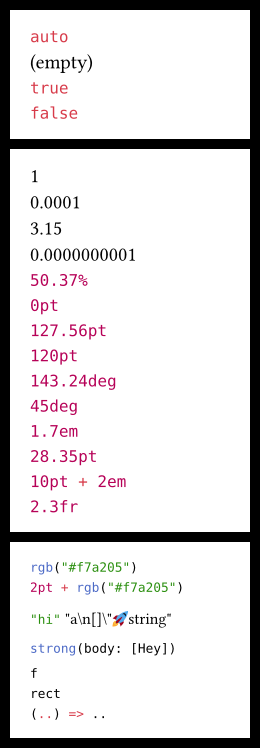 auto
(empty)
true
false
1
0.0001
3.15
0.0000000001
50.37%
0pt
127.56pt
120pt
143.24deg
45deg
1.7em
28.35pt
10pt + 2em
2.3fr
rgb("#f7a205")
2pt + rgb("#f7a205")
"hi" "a\n[]\"🚀string"
strong(body: [Hey])
f
rect
(..) => ..